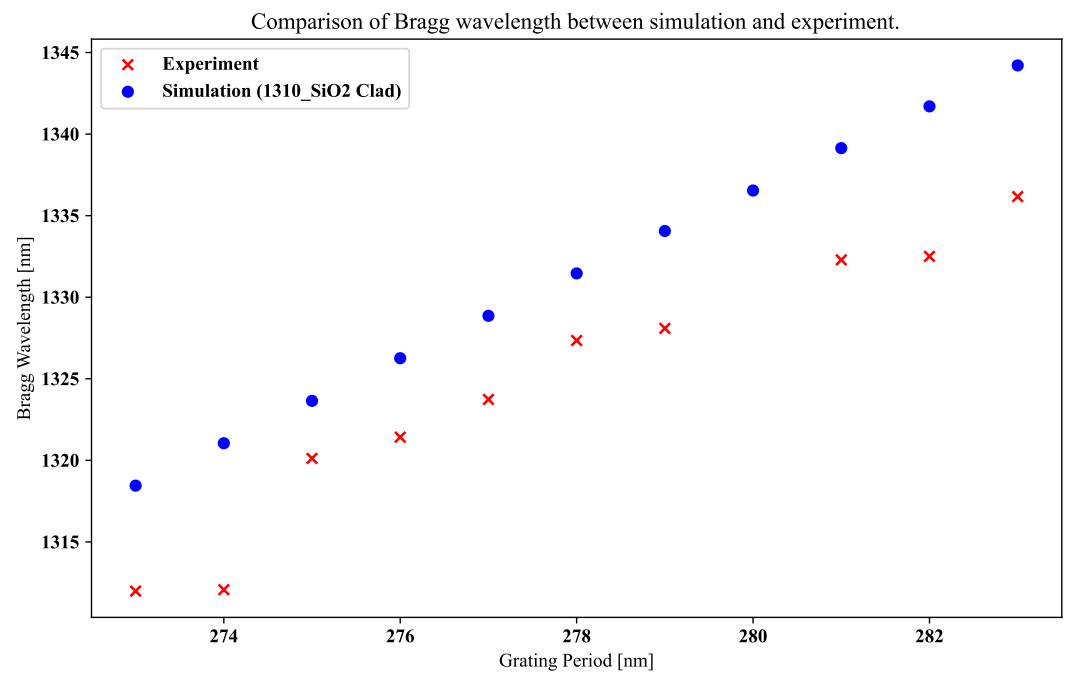 Comparison of Bragg wavelength between simulation and experiment.
Experiment
Simulation (1310_SiO2 Clad)
Bragg Wavelength [nm]
1345
1340
1335
1330
1325
1320
1315
274 276 278 280 282
Grating Period [nm]